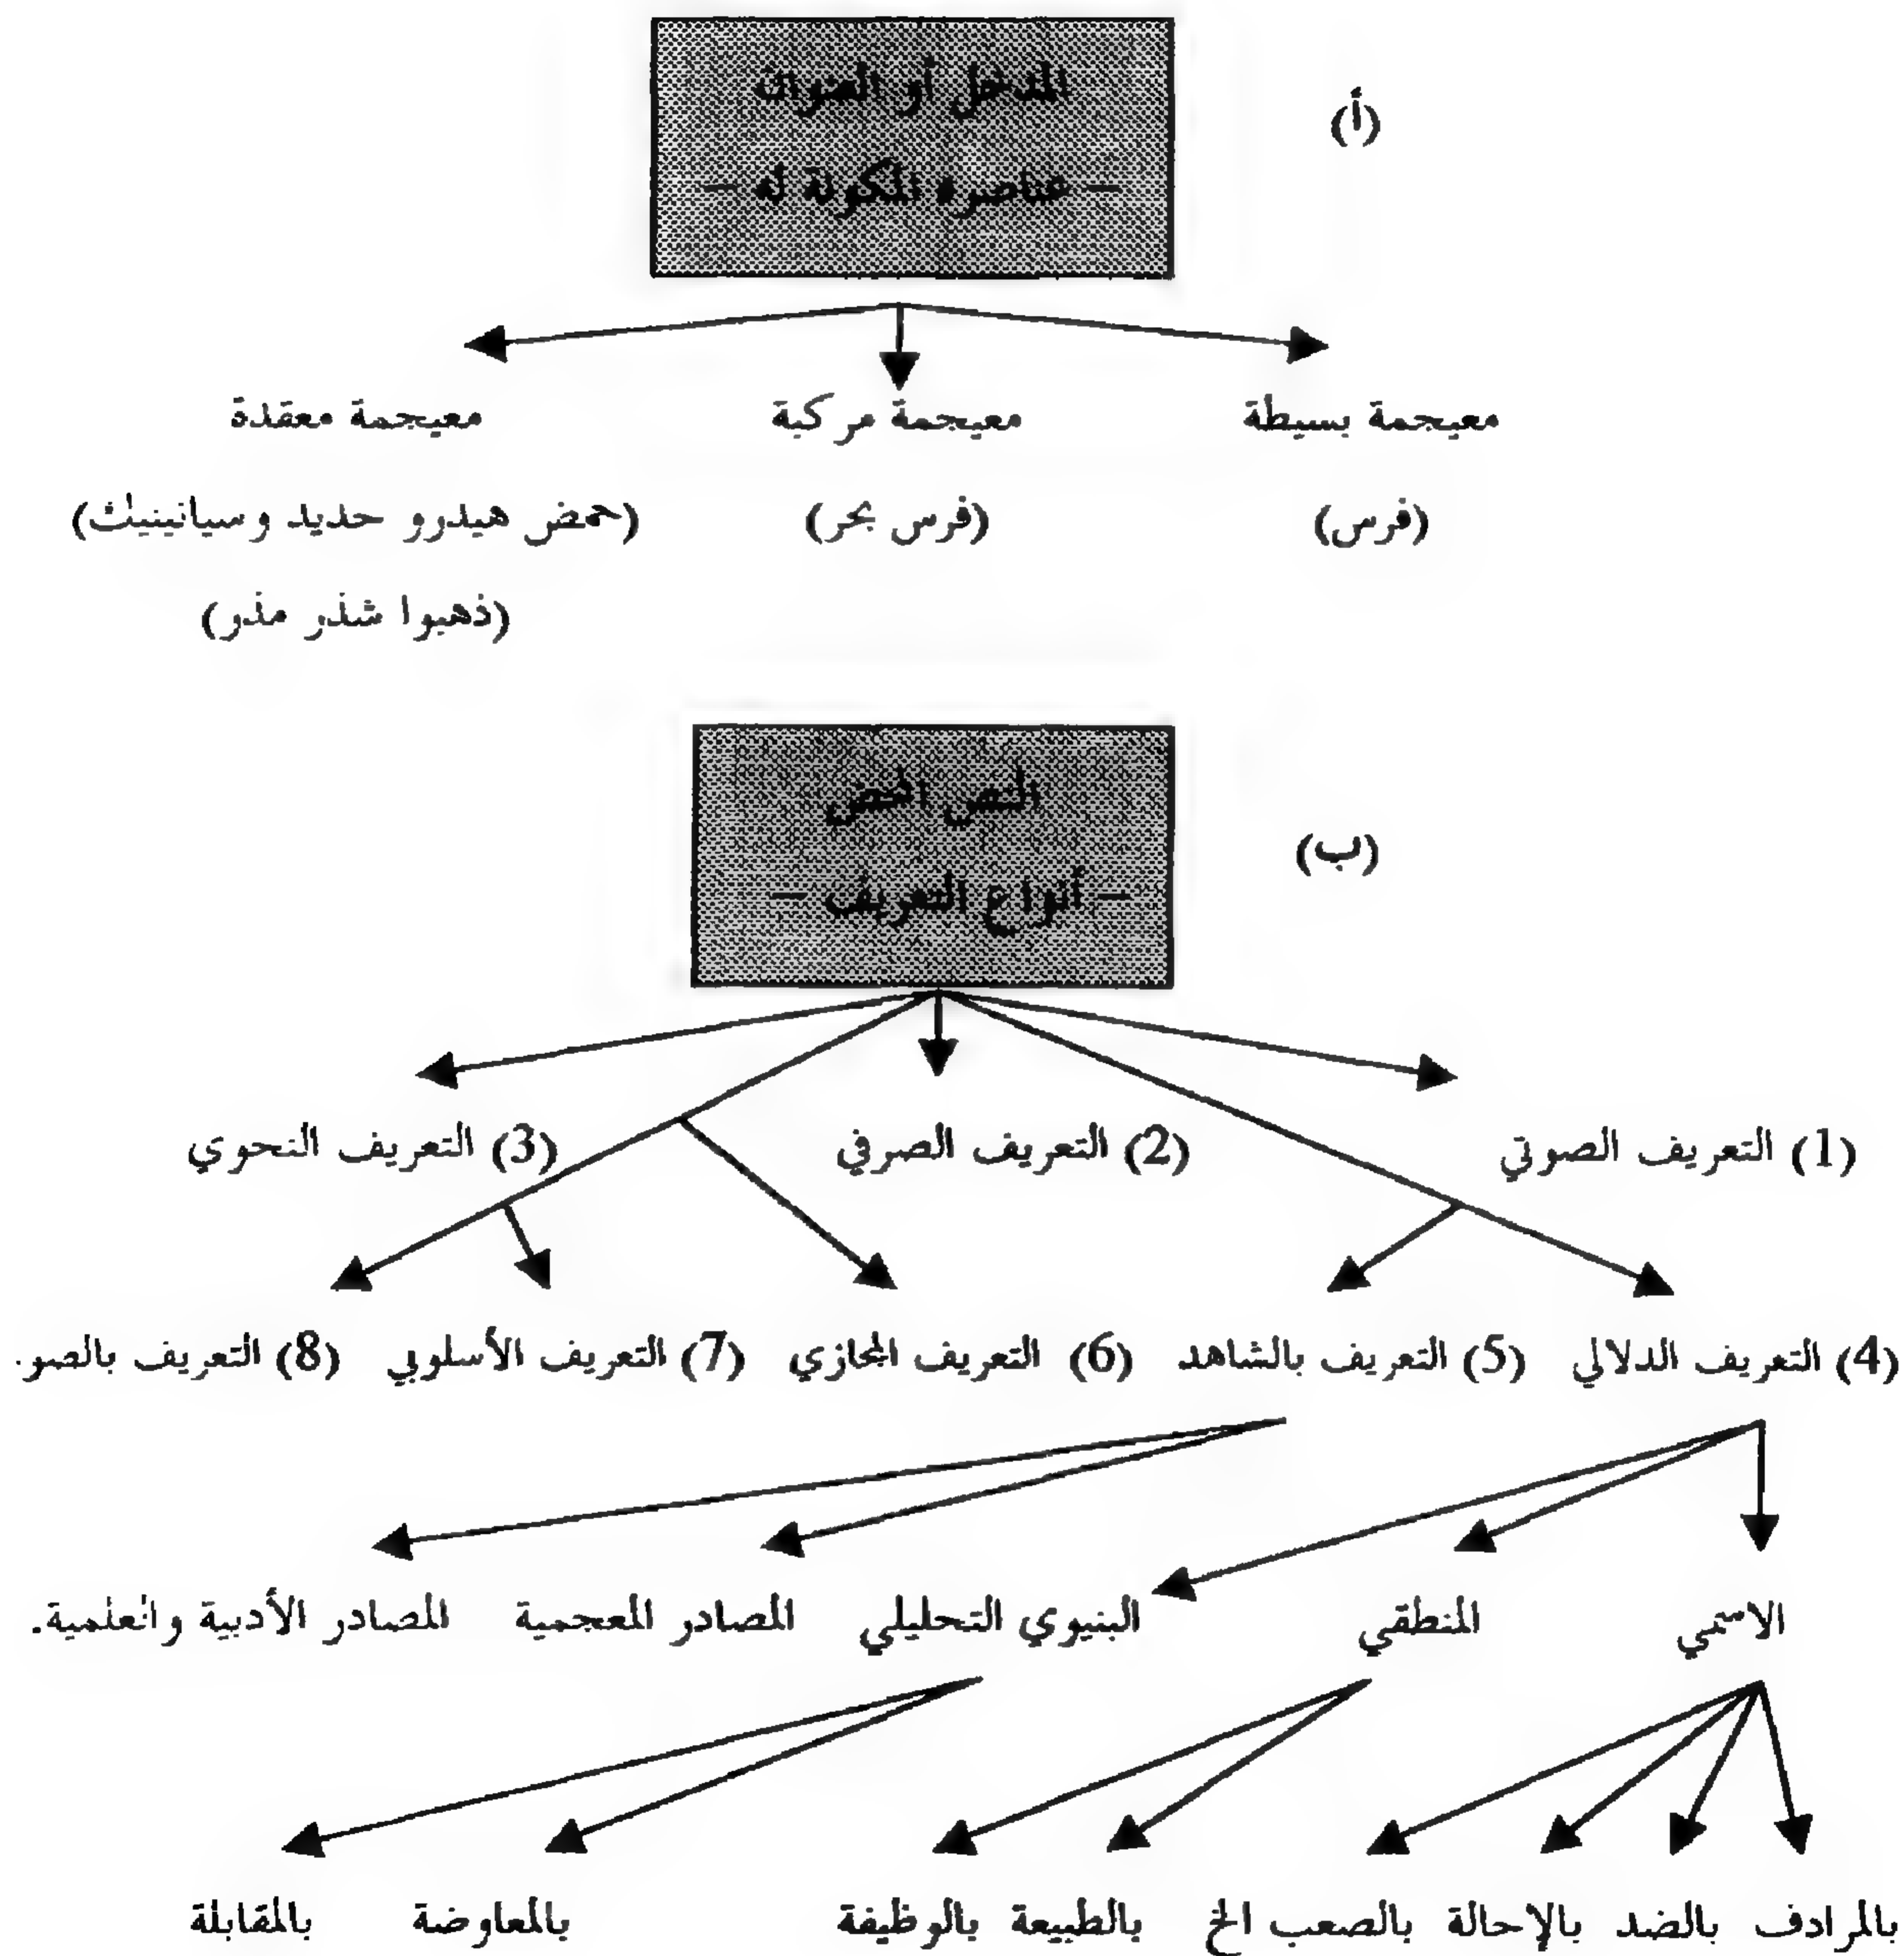 (أ)
المدخل أو العنوان
– عناصره المكونة له –
معيجمة بسيطة معيجمة مركبة معيجمة معقدة
(فرس) (فرس بحر) (حمض هيدرو حديد وسيانينيك)
(ذهبوا شذر مذر)
(ب)
النص المحض
– أنواع التعريف –
(1) التعريف الصوتي (2) التعريف الصرفي (3) التعريف النحوي
(4) التعريف الدلالي (5) التعريف بالشاهد (6) التعريف المجازي (7) التعريف الأسلوبي (8) التعريف بالصو.
الاسمي المنطقي البنيوي التحليلي المصادر المعجمية المصادر الأدبية والعلمية.
بالمرادف بالضد بالإحالة بالصعب الخ بالطبيعة بالوظيفة بالمعاوضة بالمقابلة